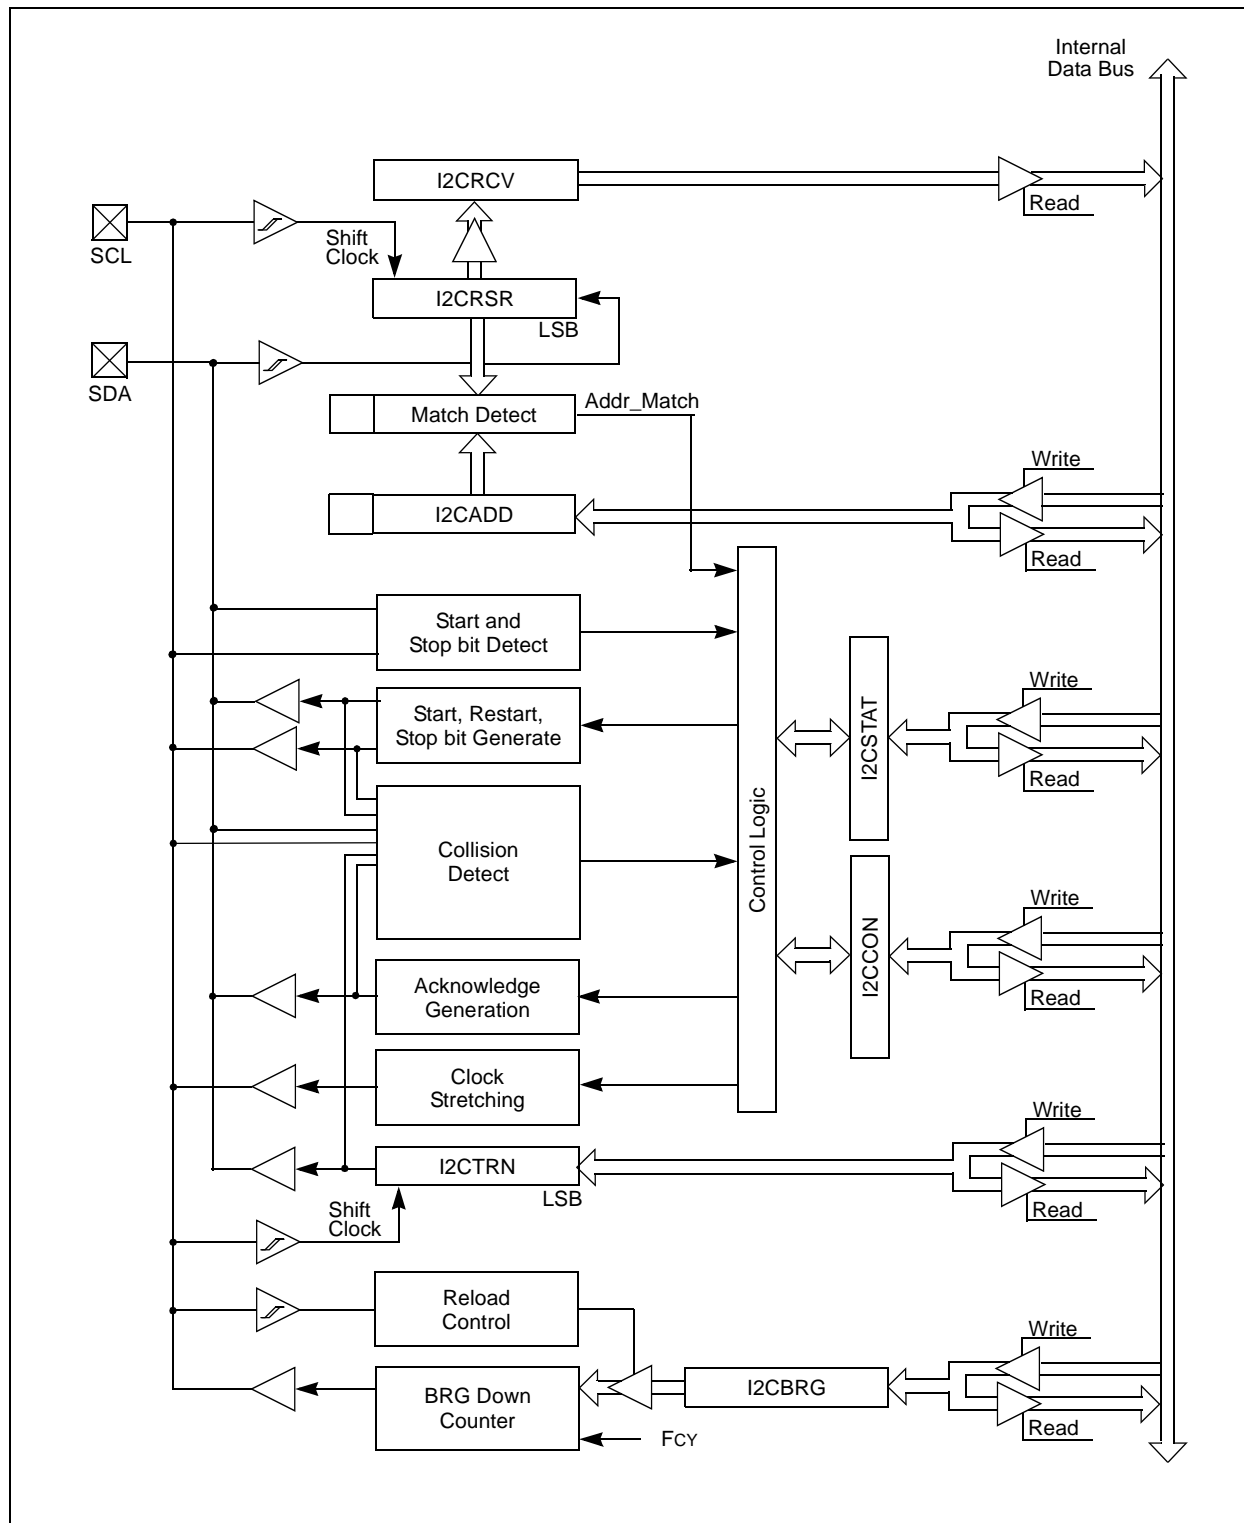 Internal
Data Bus
I2CRCV
Read
SCL
Shift
Clock
I2CRSR
LSB
SDA
Match Detect
Addr_Match
Write
I2CADD
Read
Start and
Stop bit Detect
Write
Start, Restart,
Stop bit Generate
I2CSTAT
Read
Control Logic
Collision
Detect
Write
I2CCON
Acknowledge
Generation
Read
Clock
Stretching
Write
I2CTRN
LSB
Shift
Clock
Read
Reload
Control
Write
BRG Down
Counter
I2CBRG
Read
FCY